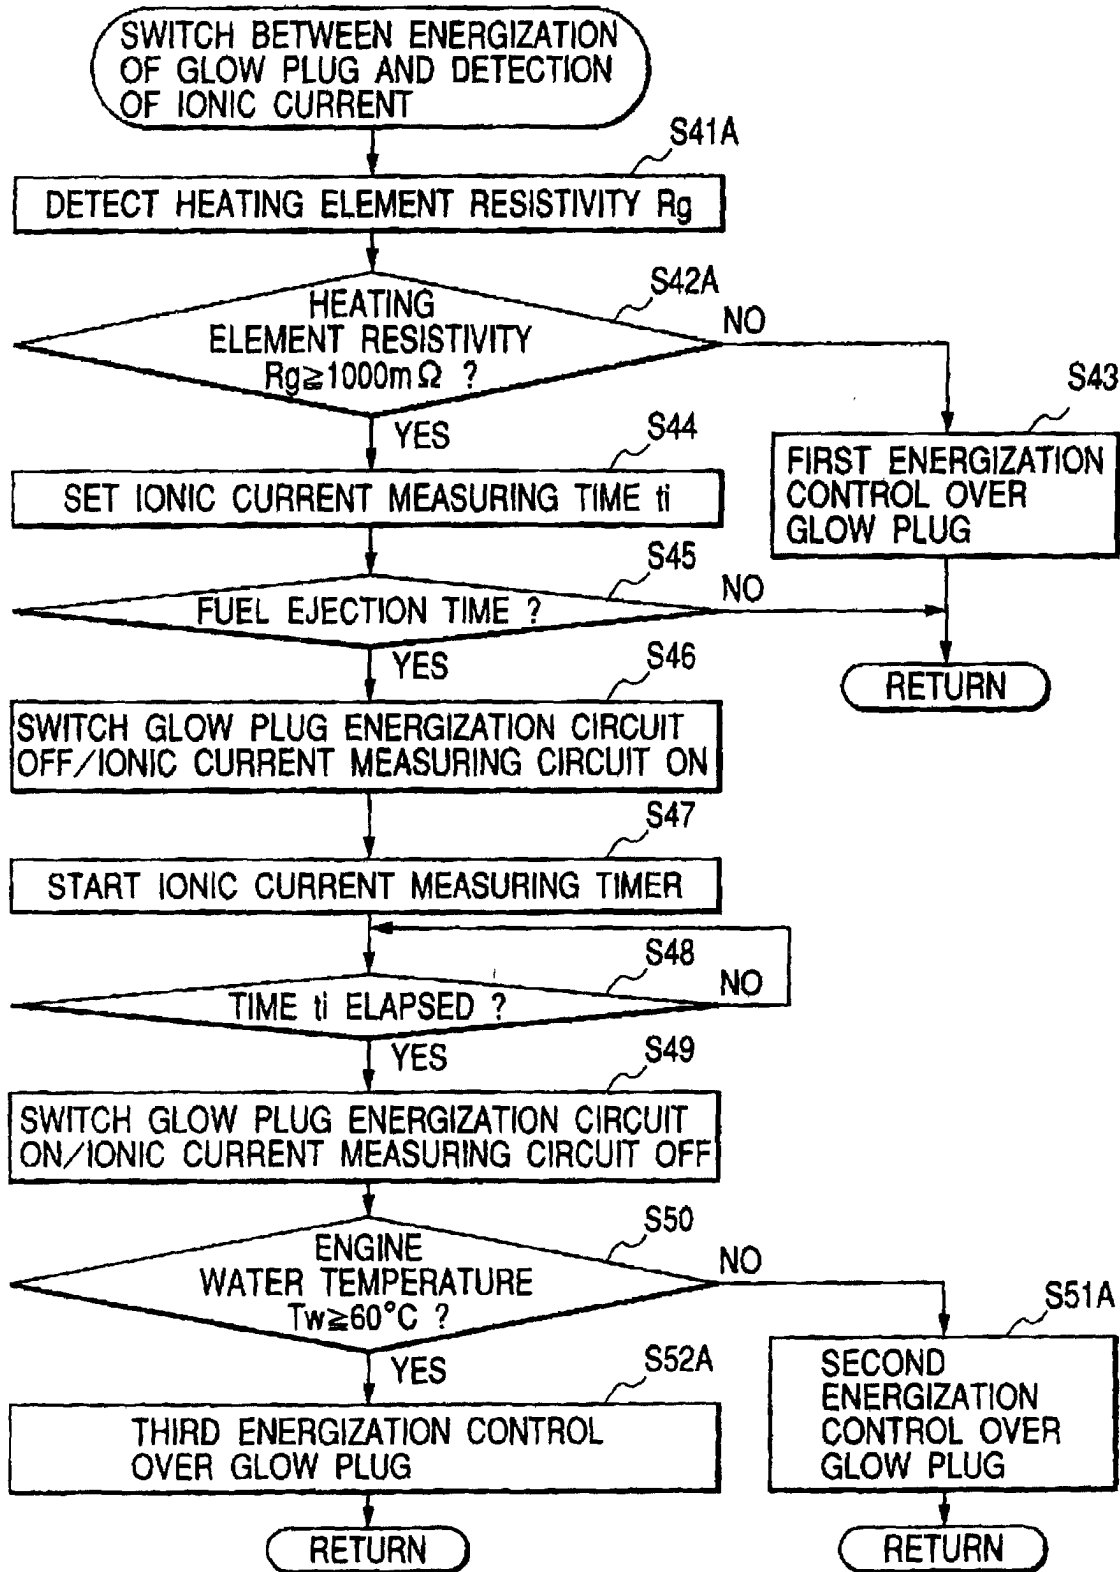 SWITCH BETWEEN ENERGIZATION
OF GLOW PLUG AND DETECTION
OF IONIC CURRENT
S41A
DETECT HEATING ELEMENT RESISTIVITY Rg
S42A
HEATING
ELEMENT RESISTIVITY
Rg≧1000mΩ ?
NO
YES
S43
FIRST ENERGIZATION
CONTROL OVER
GLOW PLUG
S44
SET IONIC CURRENT MEASURING TIME ti
S45
FUEL EJECTION TIME ?
NO
YES
RETURN
S46
SWITCH GLOW PLUG ENERGIZATION CIRCUIT
OFF/IONIC CURRENT MEASURING CIRCUIT ON
S47
START IONIC CURRENT MEASURING TIMER
S48
TIME ti ELAPSED ?
NO
YES
S49
SWITCH GLOW PLUG ENERGIZATION CIRCUIT
ON/IONIC CURRENT MEASURING CIRCUIT OFF
S50
ENGINE
WATER TEMPERATURE
Tw≧60°C ?
NO
YES
S51A
SECOND
ENERGIZATION
CONTROL OVER
GLOW PLUG
S52A
THIRD ENERGIZATION CONTROL
OVER GLOW PLUG
RETURN
RETURN